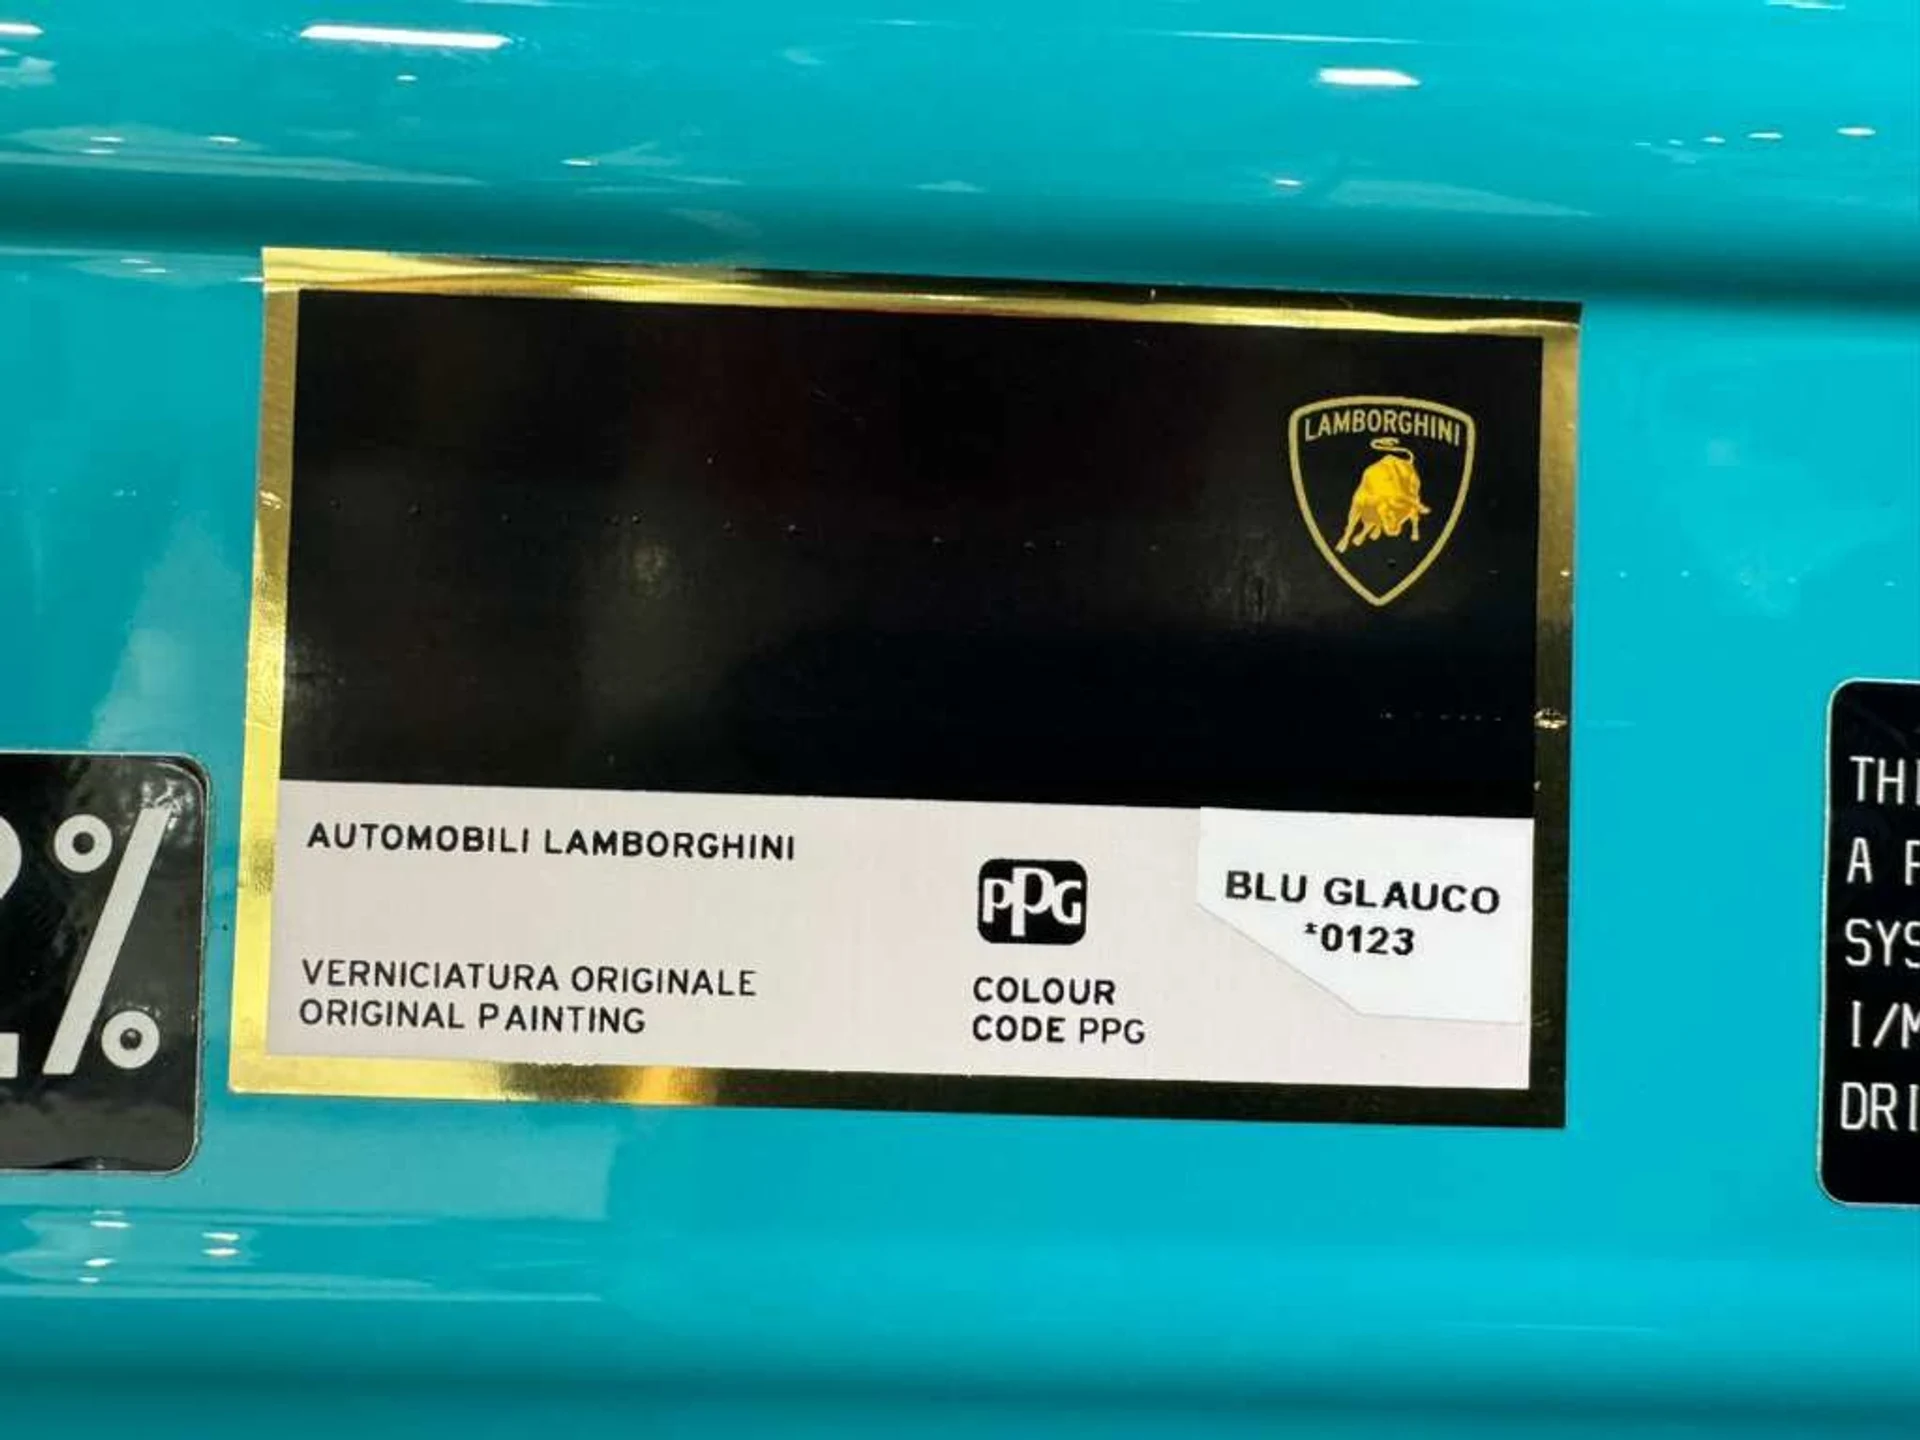 LAMBORGHINI
AUTOMOBILI LAMBORGHINI
PPG
BLU GLAUCO
*0123
VERNICIATURA ORIGINALE
ORIGINAL PAINTING
COLOUR
CODE PPG
%
A
I/M